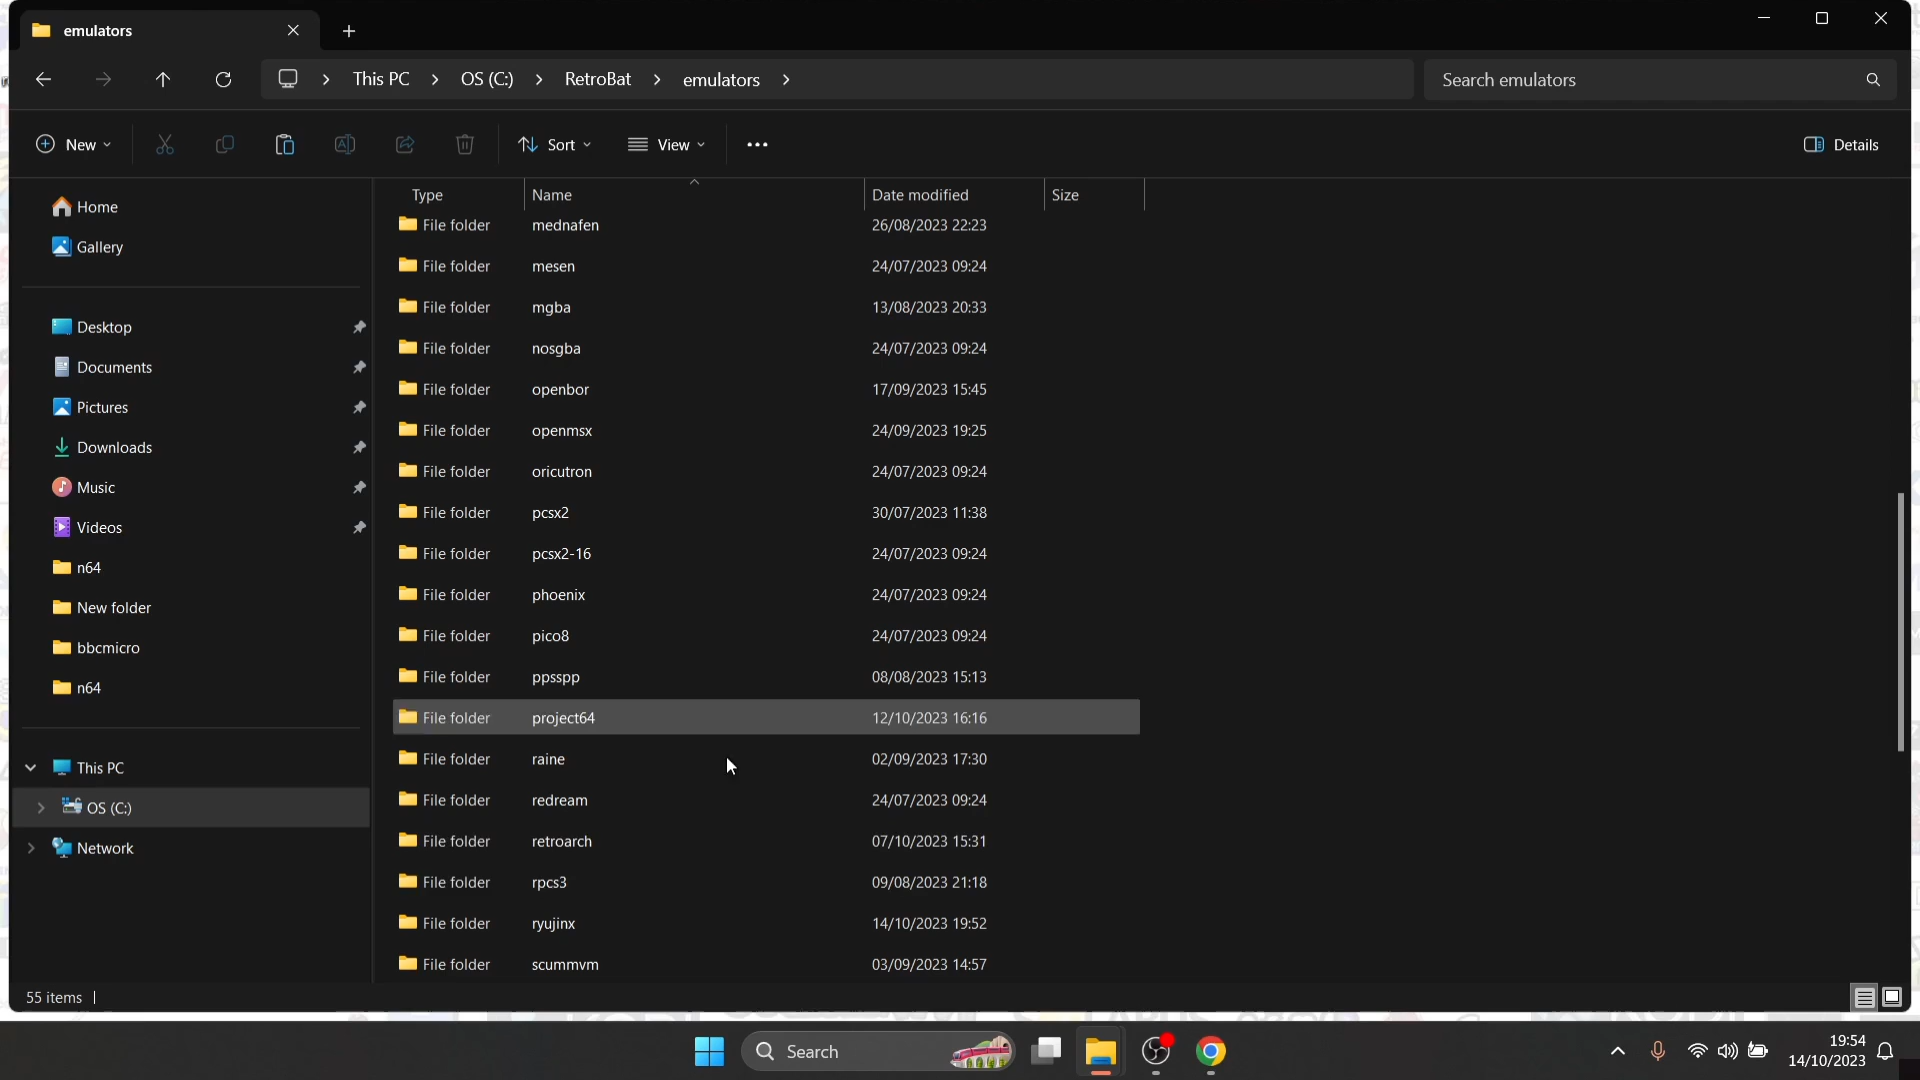 emulators
This PC > OS (C:) > RetroBat > emulators >
Search emulators
New
Sort
View
Details
Home
Gallery
Desktop
Documents
Pictures
Downloads
Music
Videos
n64
New folder
bbcmicro
n64
This PC
OS (C:)
Network
Type Name Date modified Size
File folder mednafen 26/08/2023 22:23
File folder mesen 24/07/2023 09:24
File folder mgba 13/08/2023 20:33
File folder nosgba 24/07/2023 09:24
File folder openbor 17/09/2023 15:45
File folder openmsx 24/09/2023 19:25
File folder oricutron 24/07/2023 09:24
File folder pcsx2 30/07/2023 11:38
File folder pcsx2-16 24/07/2023 09:24
File folder phoenix 24/07/2023 09:24
File folder pico8 24/07/2023 09:24
File folder ppsspp 08/08/2023 15:13
File folder project64 12/10/2023 16:16
File folder raine 02/09/2023 17:30
File folder redream 24/07/2023 09:24
File folder retroarch 07/10/2023 15:31
File folder rpcs3 09/08/2023 21:18
File folder ryujinx 14/10/2023 19:52
File folder scummvm 03/09/2023 14:57
55 items
Search
19:54
14/10/2023